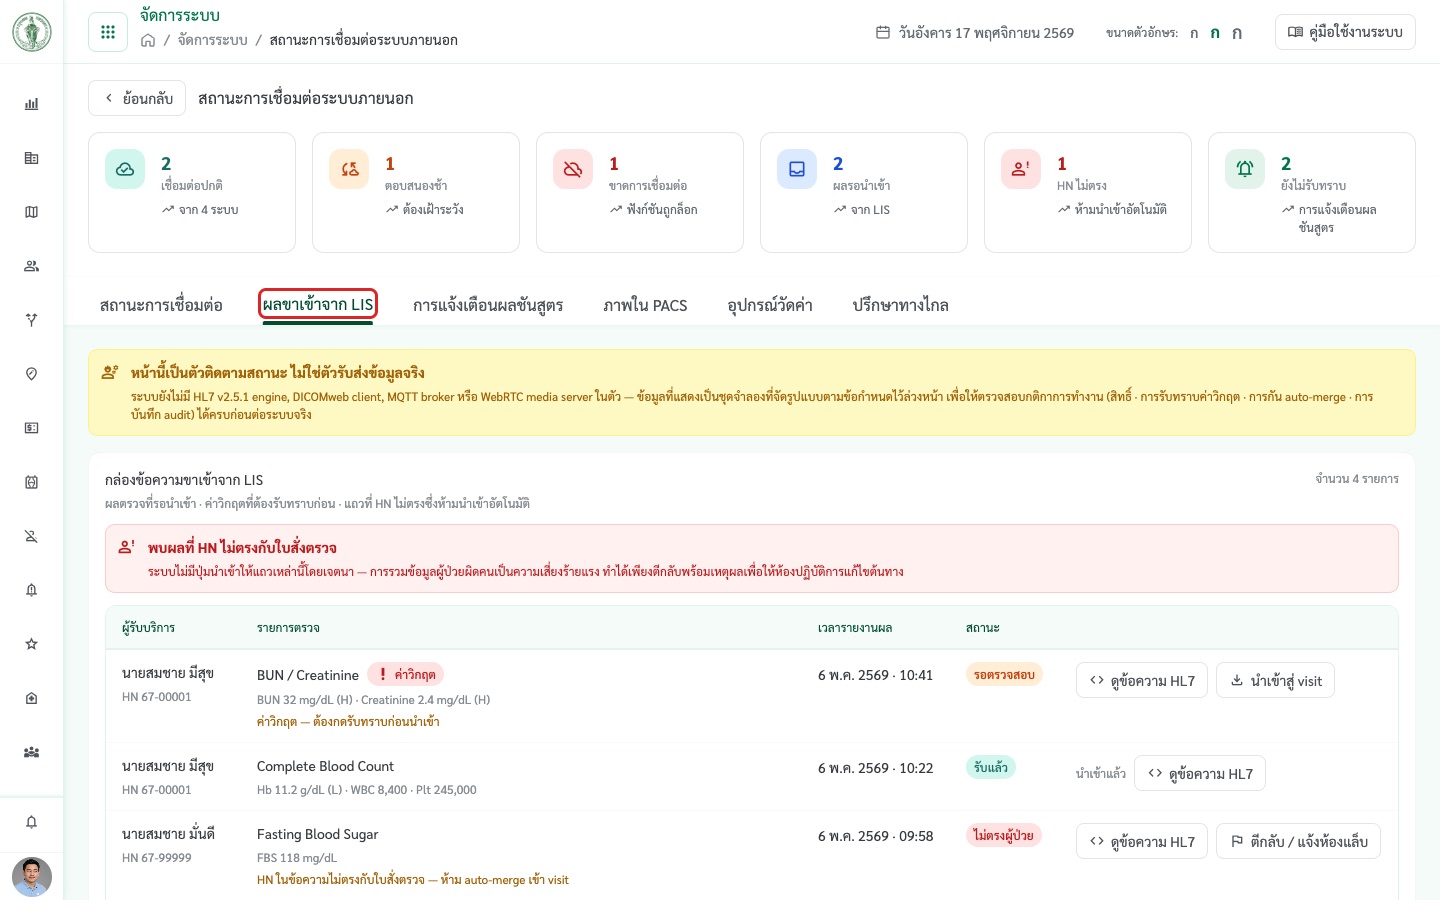 จัดการระบบ
/ จัดการระบบ / สถานะการเชื่อมต่อระบบภายนอก
วันอังคาร 17 พฤศจิกายน 2569
ขนาดตัวอักษร: ก ก ก
คู่มือใช้งานระบบ
ย้อนกลับ
สถานะการเชื่อมต่อระบบภายนอก
2
เชื่อมต่อปกติ
จาก 4 ระบบ
1
ตอบสนองช้า
ต้องเฝ้าระวัง
1
ขาดการเชื่อมต่อ
ฟังก์ชันถูกล็อก
2
ผลรอนำเข้า
จาก LIS
1
HN ไม่ตรง
ห้ามนำเข้าอัตโนมัติ
2
ยังไม่รับทราบ
การแจ้งเตือนผล
ชันสูตร
สถานะการเชื่อมต่อ
ผลขาเข้าจาก LIS
การแจ้งเตือนผลชันสูตร
ภาพใน PACS
อุปกรณ์วัดค่า
ปรึกษาทางไกล
หน้านี้เป็นตัวติดตามสถานะ ไม่ใช่ตัวรับส่งข้อมูลจริง
ระบบยังไม่มี HL7 v2.5.1 engine, DICOMweb client, MQTT broker หรือ WebRTC media server ในตัว — ข้อมูลที่แสดงเป็นชุดจำลองที่จัดรูปแบบตามข้อกำหนดไว้ล่วงหน้า เพื่อให้ตรวจสอบกติกาการทำงาน (สิทธิ์ · การรับทราบค่าวิกฤต · การกัน auto-merge · การ
บันทึก audit) ได้ครบก่อนต่อระบบจริง
กล่องข้อความขาเข้าจาก LIS
จำนวน 4 รายการ
ผลตรวจที่รอนำเข้า · ค่าวิกฤตที่ต้องรับทราบก่อน · แถวที่ HN ไม่ตรงซึ่งห้ามนำเข้าอัตโนมัติ
พบผลที่ HN ไม่ตรงกับใบสั่งตรวจ
ระบบไม่มีปุ่มนำเข้าให้แถวเหล่านี้โดยเจตนา — การรวมข้อมูลผู้ป่วยผิดคนเป็นความเสี่ยงร้ายแรง ทำได้เพียงตีกลับพร้อมเหตุผลเพื่อให้ห้องปฏิบัติการแก้ไขต้นทาง
ผู้รับบริการ รายการตรวจ เวลารายงานผล สถานะ
นายสมชาย มีสุข
HN 67-00001
BUN / Creatinine ค่าวิกฤต
BUN 32 mg/dL (H) · Creatinine 2.4 mg/dL (H)
ค่าวิกฤต — ต้องกดรับทราบก่อนนำเข้า
6 พ.ค. 2569 · 10:41
รอตรวจสอบ
ดูข้อความ HL7
นำเข้าสู่ visit
นายสมชาย มีสุข
HN 67-00001
Complete Blood Count
Hb 11.2 g/dL (L) · WBC 8,400 · Plt 245,000
6 พ.ค. 2569 · 10:22
รับแล้ว
นำเข้าแล้ว
ดูข้อความ HL7
นายสมชาย มั่นดี
HN 67-99999
Fasting Blood Sugar
FBS 118 mg/dL
HN ในข้อความไม่ตรงกับใบสั่งตรวจ — ห้าม auto-merge เข้า visit
6 พ.ค. 2569 · 09:58
ไม่ตรงผู้ป่วย
ดูข้อความ HL7
ตีกลับ / แจ้งห้องแล็บ